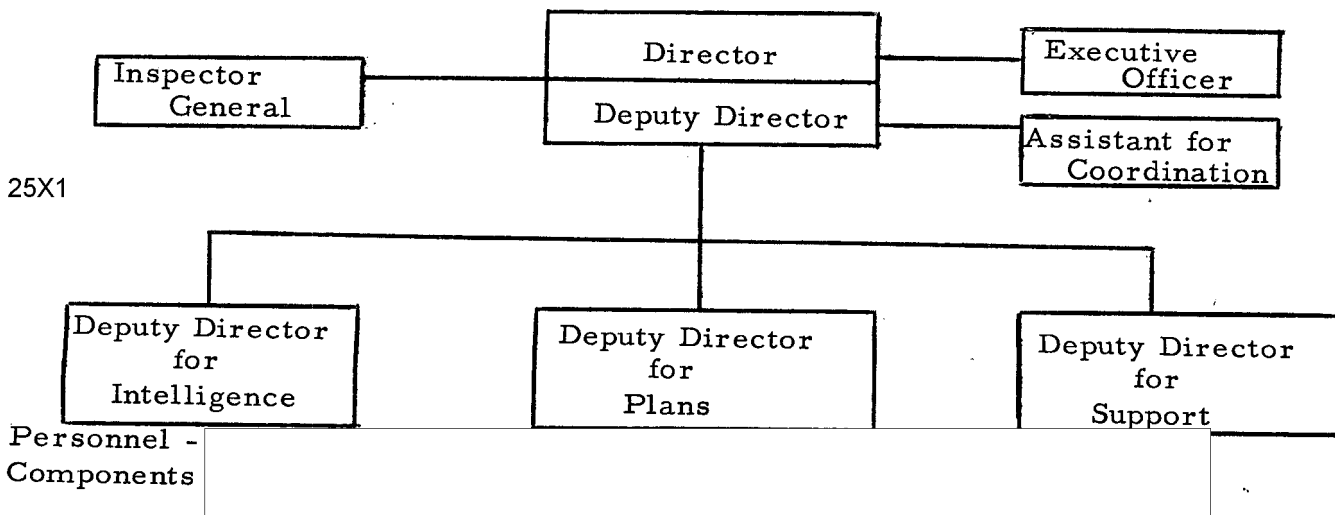 Director
Deputy Director
Inspector
General
Executive
Officer
Assistant for
Coordination
25X1
Deputy Director
for
Intelligence
Deputy Director
for
Plans
Deputy Director
for
Support
Personnel -
Components